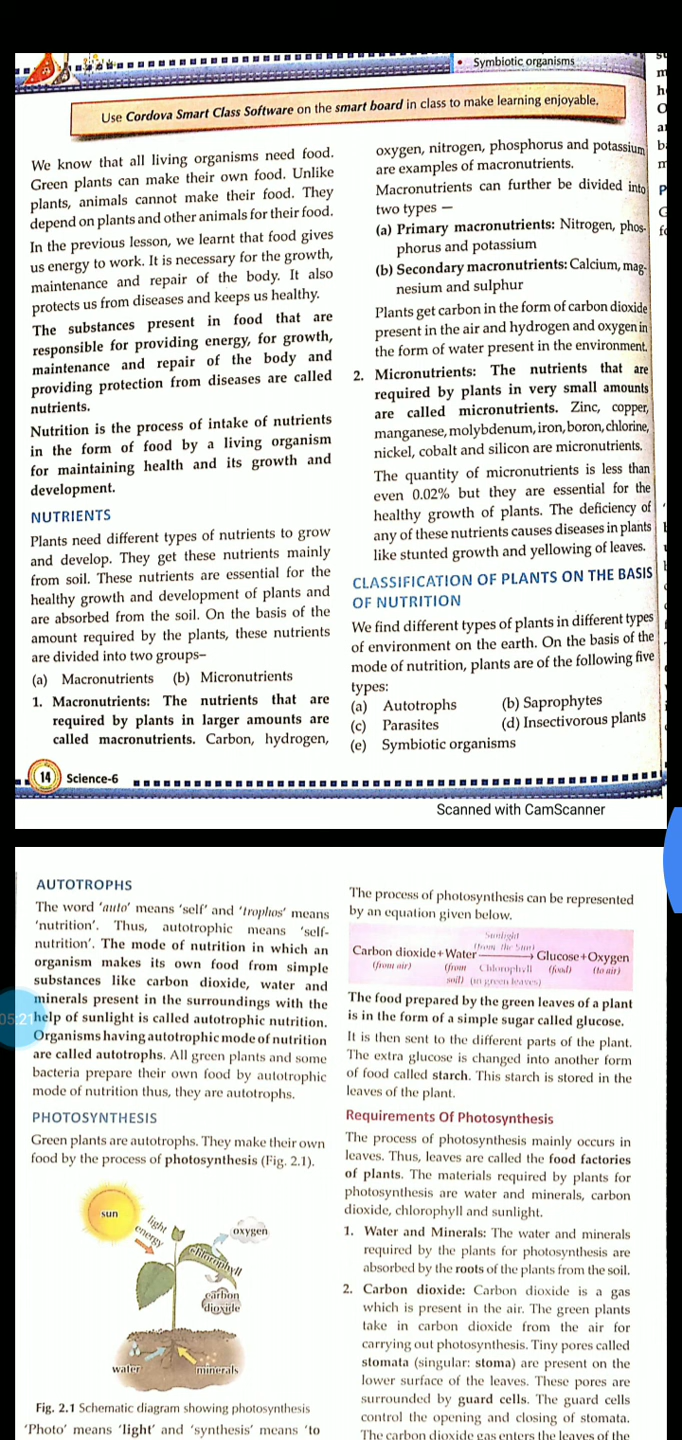 • Symbiotic organisms
Use Cordova Smart Class Software on the smart board in class to make learning enjoyable.
We know that all living organisms need food.
Green plants can make their own food. Unlike
plants, animals cannot make their food. They
depend on plants and other animals for their food.
In the previous lesson, we learnt that food gives
us energy to work. It is necessary for the growth,
maintenance and repair of the body. It also
protects us from diseases and keeps us healthy.
The substances present in food that are
responsible for providing energy, for growth,
maintenance and repair of the body and
providing protection from diseases are called
nutrients.
Nutrition is the process of intake of nutrients
in the form of food by a living organism
for maintaining health and its growth and
development.
NUTRIENTS
Plants need different types of nutrients to grow
and develop. They get these nutrients mainly
from soil. These nutrients are essential for the
healthy growth and development of plants and
are absorbed from the soil. On the basis of the
amount required by the plants, these nutrients
are divided into two groups–
(a) Macronutrients (b) Micronutrients
1. Macronutrients: The nutrients that are
required by plants in larger amounts are
called macronutrients. Carbon, hydrogen,
oxygen, nitrogen, phosphorus and potassium
are examples of macronutrients.
Macronutrients can further be divided into
two types —
(a) Primary macronutrients: Nitrogen, phos-
phorus and potassium
(b) Secondary macronutrients: Calcium, mag-
nesium and sulphur
Plants get carbon in the form of carbon dioxide
present in the air and hydrogen and oxygen in
the form of water present in the environment.
2. Micronutrients: The nutrients that are
required by plants in very small amounts
are called micronutrients. Zinc, copper,
manganese, molybdenum, iron, boron, chlorine,
nickel, cobalt and silicon are micronutrients.
The quantity of micronutrients is less than
even 0.02% but they are essential for the
healthy growth of plants. The deficiency of
any of these nutrients causes diseases in plants
like stunted growth and yellowing of leaves.
CLASSIFICATION OF PLANTS ON THE BASIS
OF NUTRITION
We find different types of plants in different types
of environment on the earth. On the basis of the
mode of nutrition, plants are of the following five
types:
(a) Autotrophs (b) Saprophytes
(c) Parasites (d) Insectivorous plants
(e) Symbiotic organisms
14 Science-6
Scanned with CamScanner
AUTOTROPHS
The word 'auto' means 'self' and 'trophos' means
'nutrition'. Thus, autotrophic means 'self-
nutrition'. The mode of nutrition in which an
organism makes its own food from simple
substances like carbon dioxide, water and
minerals present in the surroundings with the
05:21
help of sunlight is called autotrophic nutrition.
Organisms having autotrophic mode of nutrition
are called autotrophs. All green plants and some
bacteria prepare their own food by autotrophic
mode of nutrition thus, they are autotrophs.
PHOTOSYNTHESIS
Green plants are autotrophs. They make their own
food by the process of photosynthesis (Fig. 2.1).
sun
light
energy
oxygen
chlorophyll
carbon
dioxide
water
minerals
Fig. 2.1 Schematic diagram showing photosynthesis
'Photo' means 'light' and 'synthesis' means 'to
The process of photosynthesis can be represented
by an equation given below.
Sunlight
(from the Sun)
Carbon dioxide+Water → Glucose+Oxygen
(from air) (from Chlorophyll (food) (to air)
soil) (in green leaves)
The food prepared by the green leaves of a plant
is in the form of a simple sugar called glucose.
It is then sent to the different parts of the plant.
The extra glucose is changed into another form
of food called starch. This starch is stored in the
leaves of the plant.
Requirements Of Photosynthesis
The process of photosynthesis mainly occurs in
leaves. Thus, leaves are called the food factories
of plants. The materials required by plants for
photosynthesis are water and minerals, carbon
dioxide, chlorophyll and sunlight.
1. Water and Minerals: The water and minerals
required by the plants for photosynthesis are
absorbed by the roots of the plants from the soil.
2. Carbon dioxide: Carbon dioxide is a gas
which is present in the air. The green plants
take in carbon dioxide from the air for
carrying out photosynthesis. Tiny pores called
stomata (singular: stoma) are present on the
lower surface of the leaves. These pores are
surrounded by guard cells. The guard cells
control the opening and closing of stomata.
The carbon dioxide gas enters the leaves of the